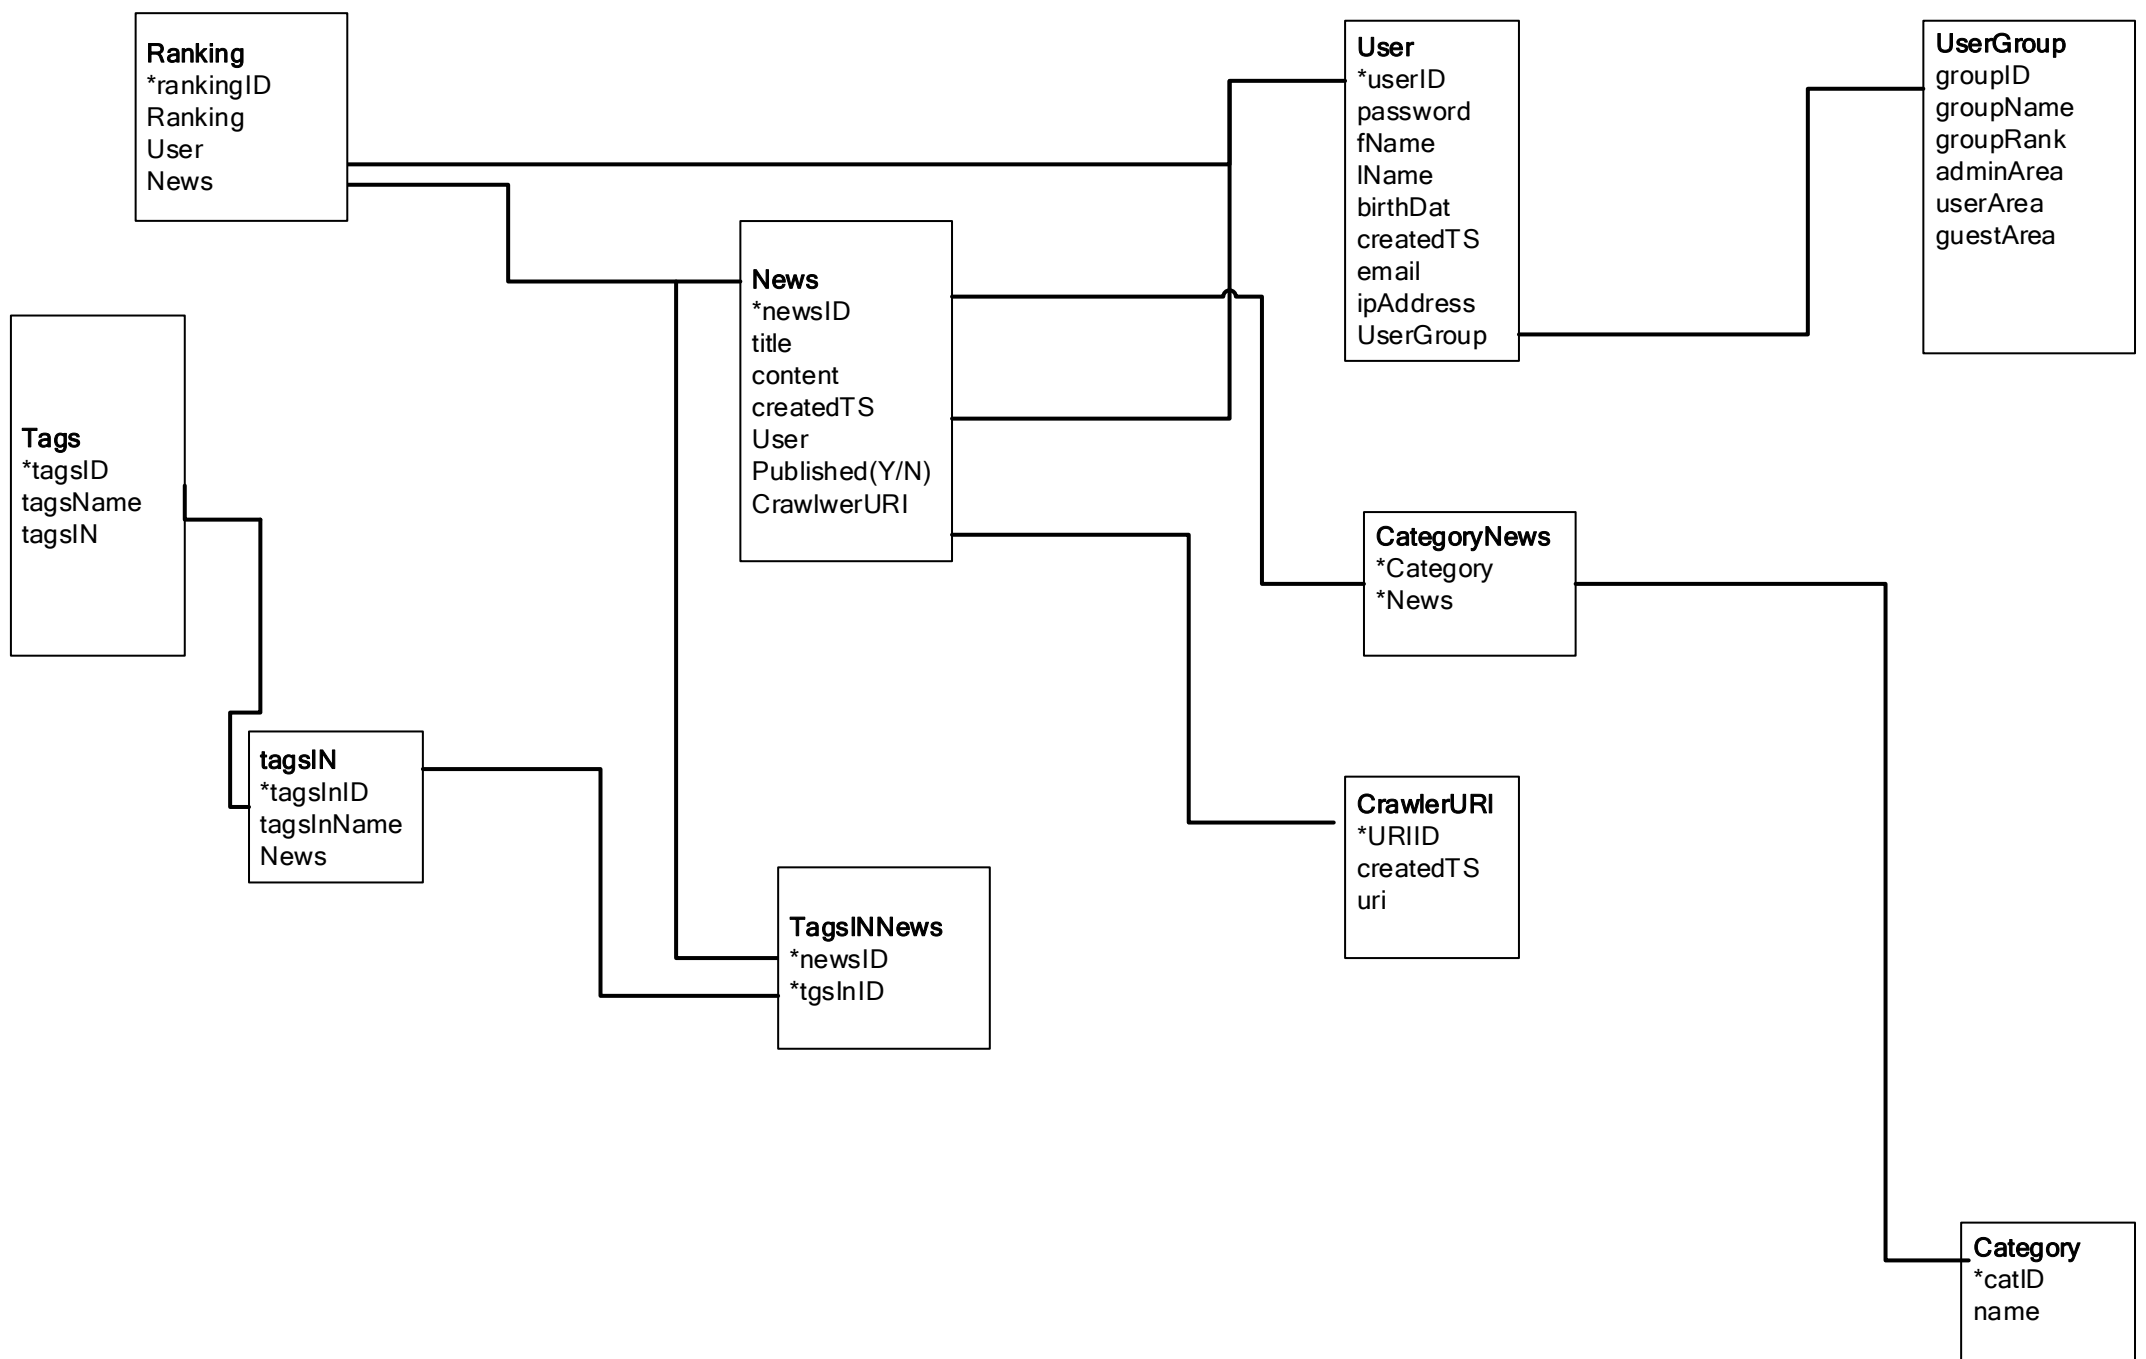 Ranking
*rankingID
Ranking
User
News
User
*userID
password
fName
lName
birthDat
createdTS
email
ipAddress
UserGroup
UserGroup
groupID
groupName
groupRank
adminArea
userArea
guestArea
News
*newsID
title
content
createdTS
User
Published(Y/N)
CrawlwerURI
Tags
*tagsID
tagsName
tagsIN
CategoryNews
*Category
*News
tagsIN
*tagsInID
tagsInName
News
CrawlerURI
*URIID
createdTS
uri
TagsINNews
*newsID
*tgsInID
Category
*catID
name